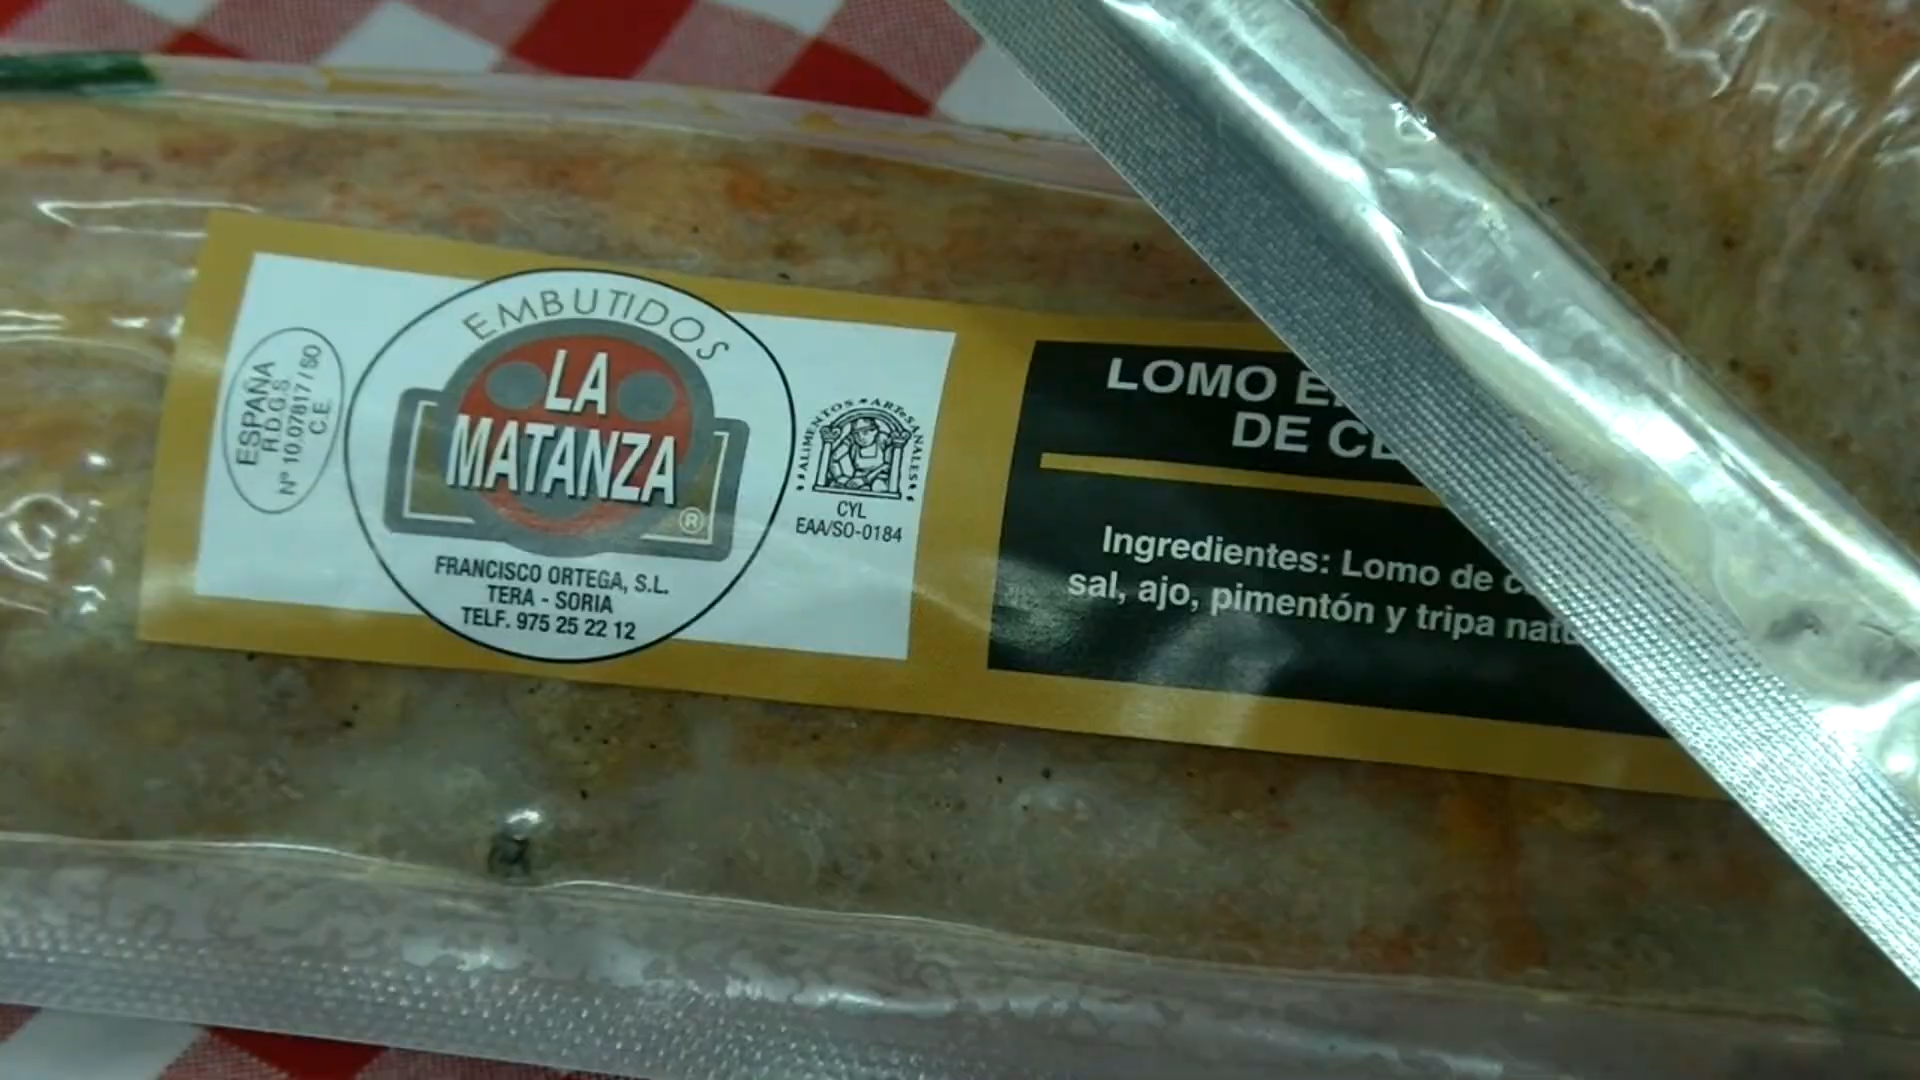 ESPAÑA
R.D.G.S.
Nº 10.07817/SO
C.E.
EMBUTIDOS
LA
MATANZA
®
FRANCISCO ORTEGA, S.L.
TERA - SORIA
TELF. 975 25 22 12
ALIMENTOS ARTESANALES
CYL
EAA/SO-0184
LOMO
DE
Ingredientes: Lomo de
sal, ajo, pimentón y tripa